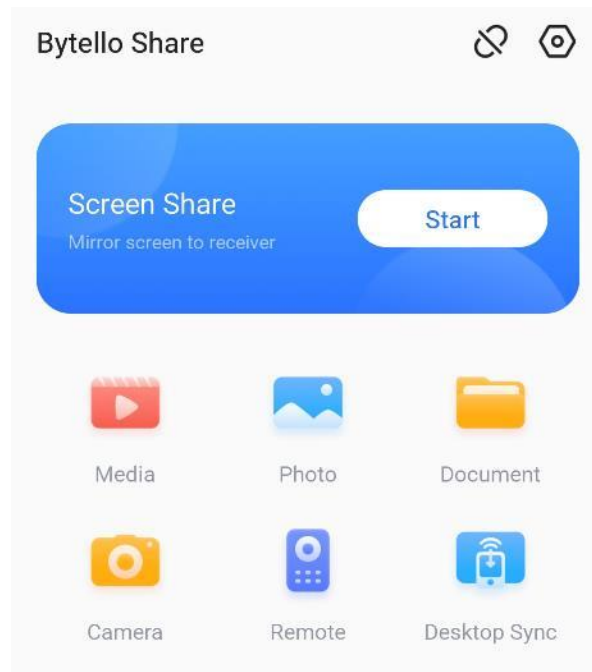 Bytello Share
Screen Share
Mirror screen to receiver
Start
Media
Photo
Document
Camera
Remote
Desktop Sync